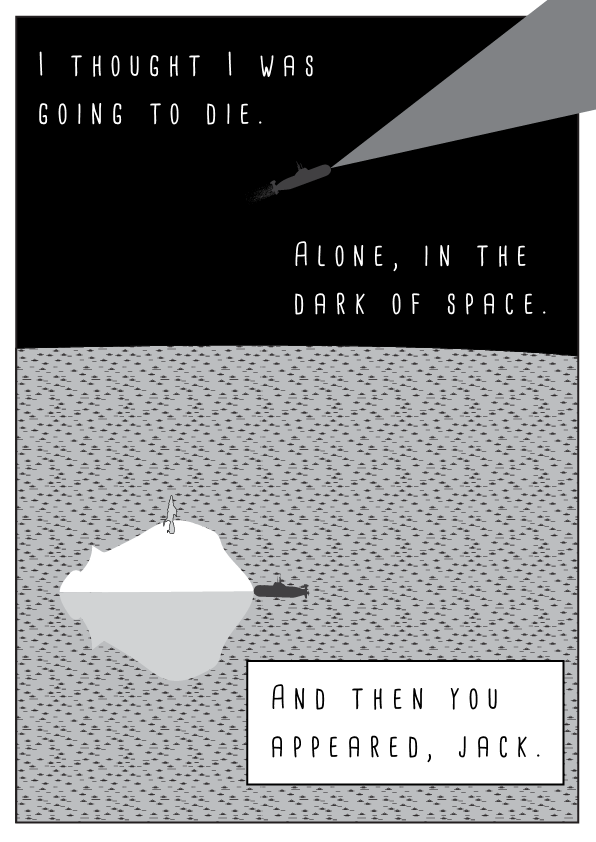 I THOUGHT I WAS
GOING TO DIE.
ALONE, IN THE
DARK OF SPACE.
AND THEN YOU
APPEARED, JACK.